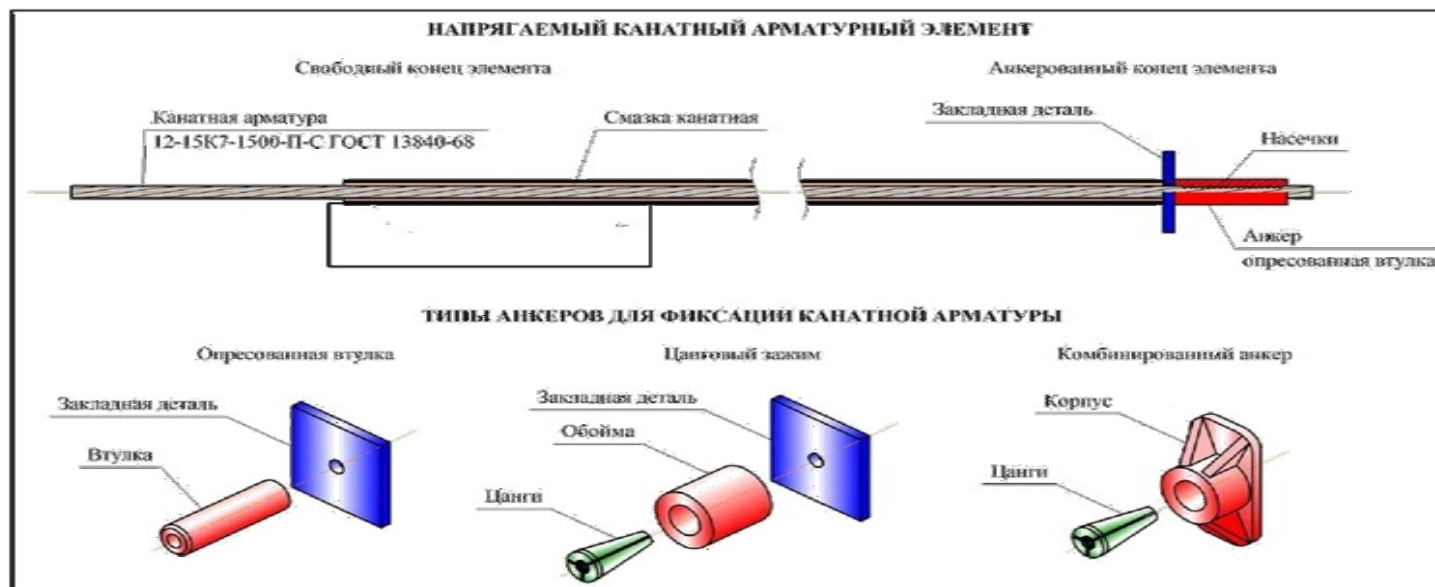 НАПРЯГАЕМЫЙ КАНАТНЫЙ АРМАТУРНЫЙ ЭЛЕМЕНТ
Свободный конец элемента
Анкерованный конец элемента
Канатная арматура
12-15К7-1500-П-С ГОСТ 13840-68
Смазка канатная
Закладная деталь
Насечки
Анкер
опресованная втулка
ТИПЫ АНКЕРОВ ДЛЯ ФИКСАЦИИ КАНАТНОЙ АРМАТУРЫ
Опресованная втулка
Цанговый зажим
Комбинированный анкер
Закладная деталь
Втулка
Закладная деталь
Обойма
Цанги
Корпус
Цанги